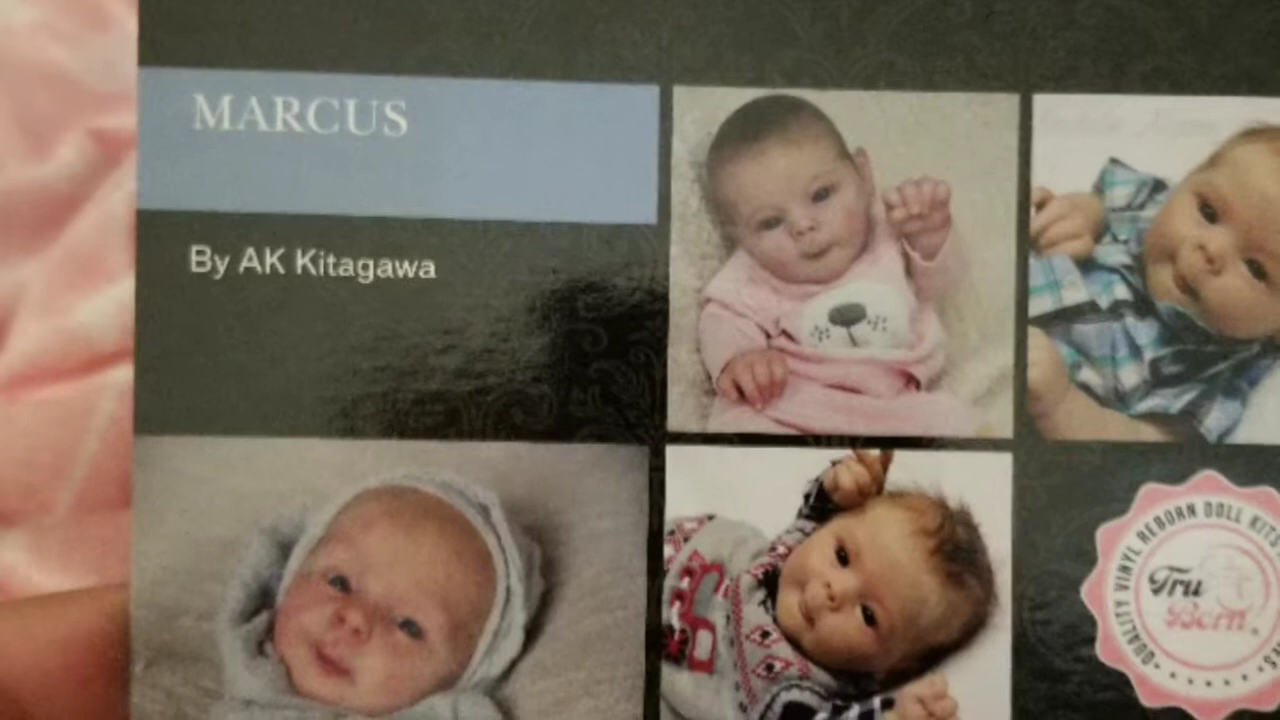 MARCUS
By AK Kitagawa
QUALITY VINYL REBORN DOLL KITS
Tru
Born